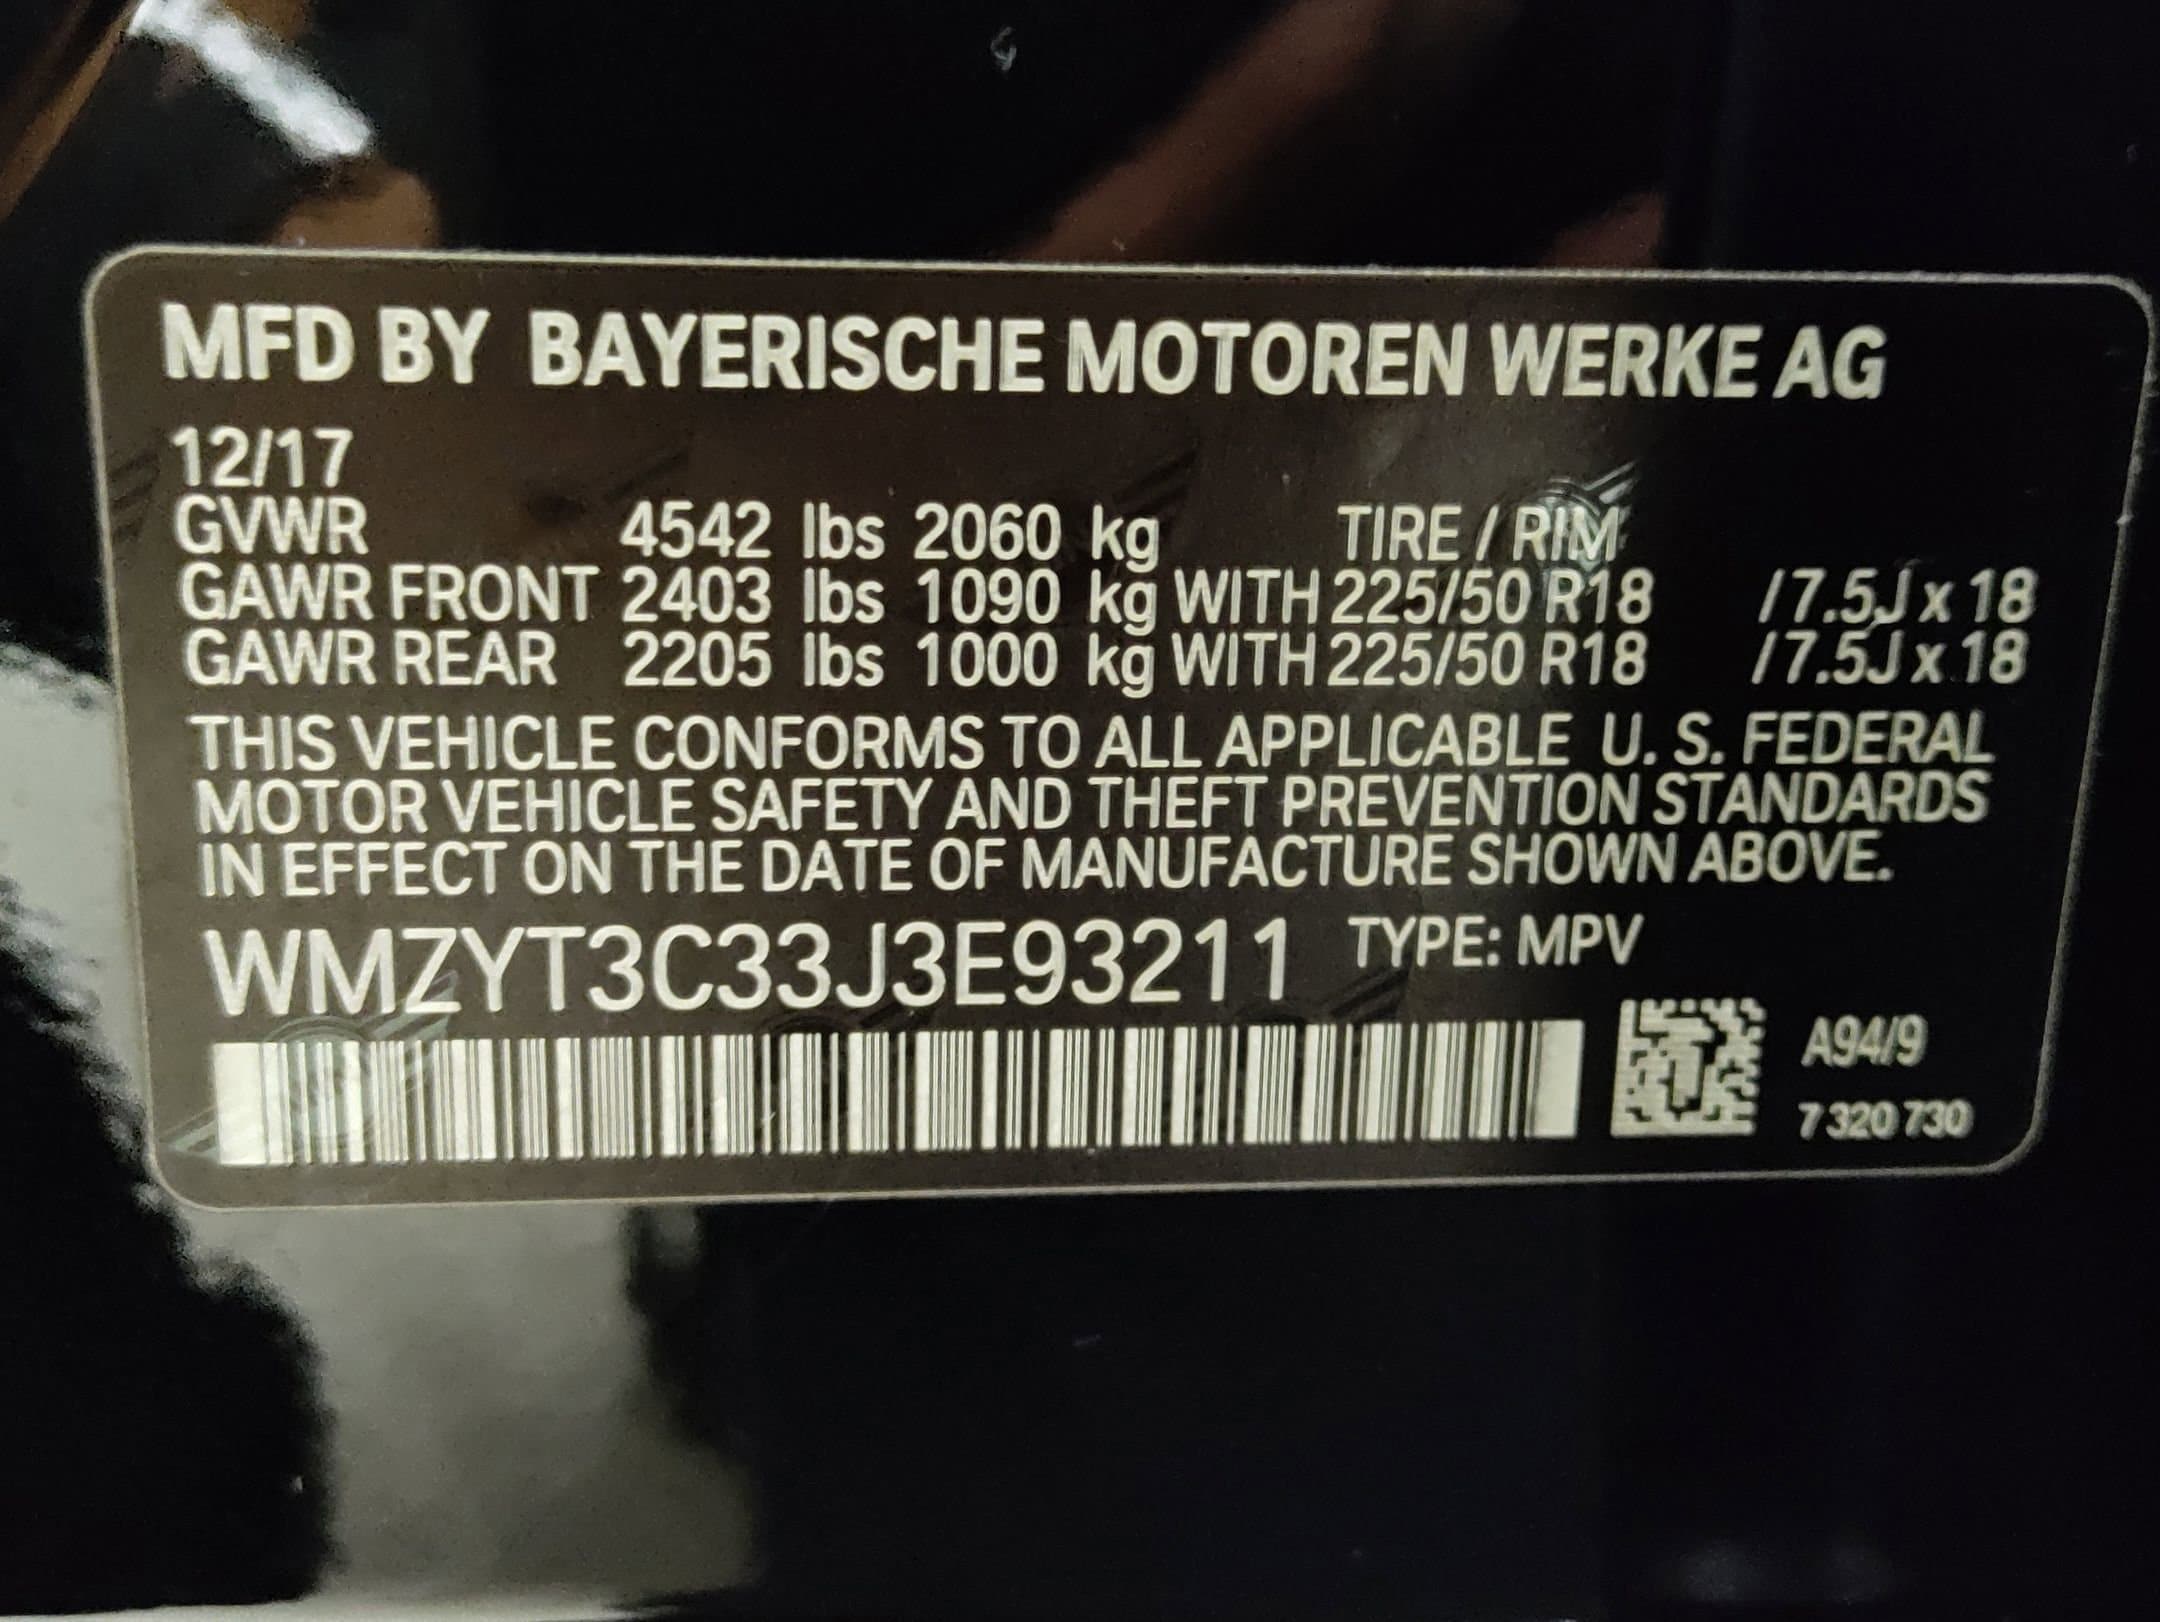 MFD BY BAYERISCHE MOTOREN WERKE AG
12/17
GVWR 4542 lbs 2060 kg TIRE / RIM
GAWR FRONT 2403 lbs 1090 kg WITH 225/50 R18 /7.5J x 18
GAWR REAR 2205 lbs 1000 kg WITH 225/50 R18 /7.5J x 18
THIS VEHICLE CONFORMS TO ALL APPLICABLE U. S. FEDERAL
MOTOR VEHICLE SAFETY AND THEFT PREVENTION STANDARDS
IN EFFECT ON THE DATE OF MANUFACTURE SHOWN ABOVE.
WMZYT3C33J3E93211 TYPE: MPV
A94/9
7 320 730